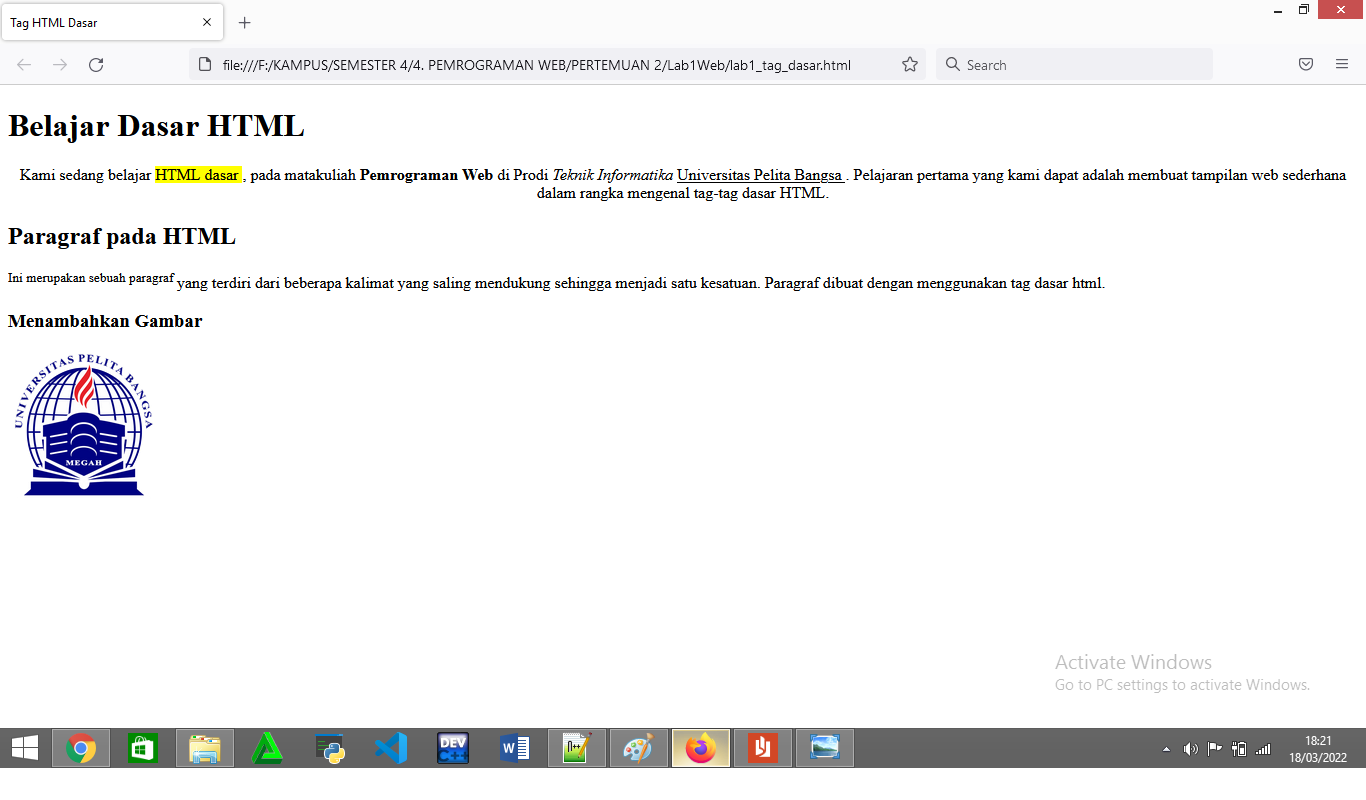 Tag HTML Dasar
file:///F:/KAMPUS/SEMESTER 4/4. PEMROGRAMAN WEB/PERTEMUAN 2/Lab1Web/lab1_tag_dasar.html
Search
Belajar Dasar HTML
Kami sedang belajar HTML dasar , pada matakuliah Pemrograman Web di Prodi Teknik Informatika Universitas Pelita Bangsa . Pelajaran pertama yang kami dapat adalah membuat tampilan web sederhana
dalam rangka mengenal tag-tag dasar HTML.
Paragraf pada HTML
Ini merupakan sebuah paragraf yang terdiri dari beberapa kalimat yang saling mendukung sehingga menjadi satu kesatuan. Paragraf dibuat dengan menggunakan tag dasar html.
Menambahkan Gambar
UNIVERSITAS PELITA BANGSA
MEGAH
Activate Windows
Go to PC settings to activate Windows.
DEV
C++
W
n++
18:21
18/03/2022